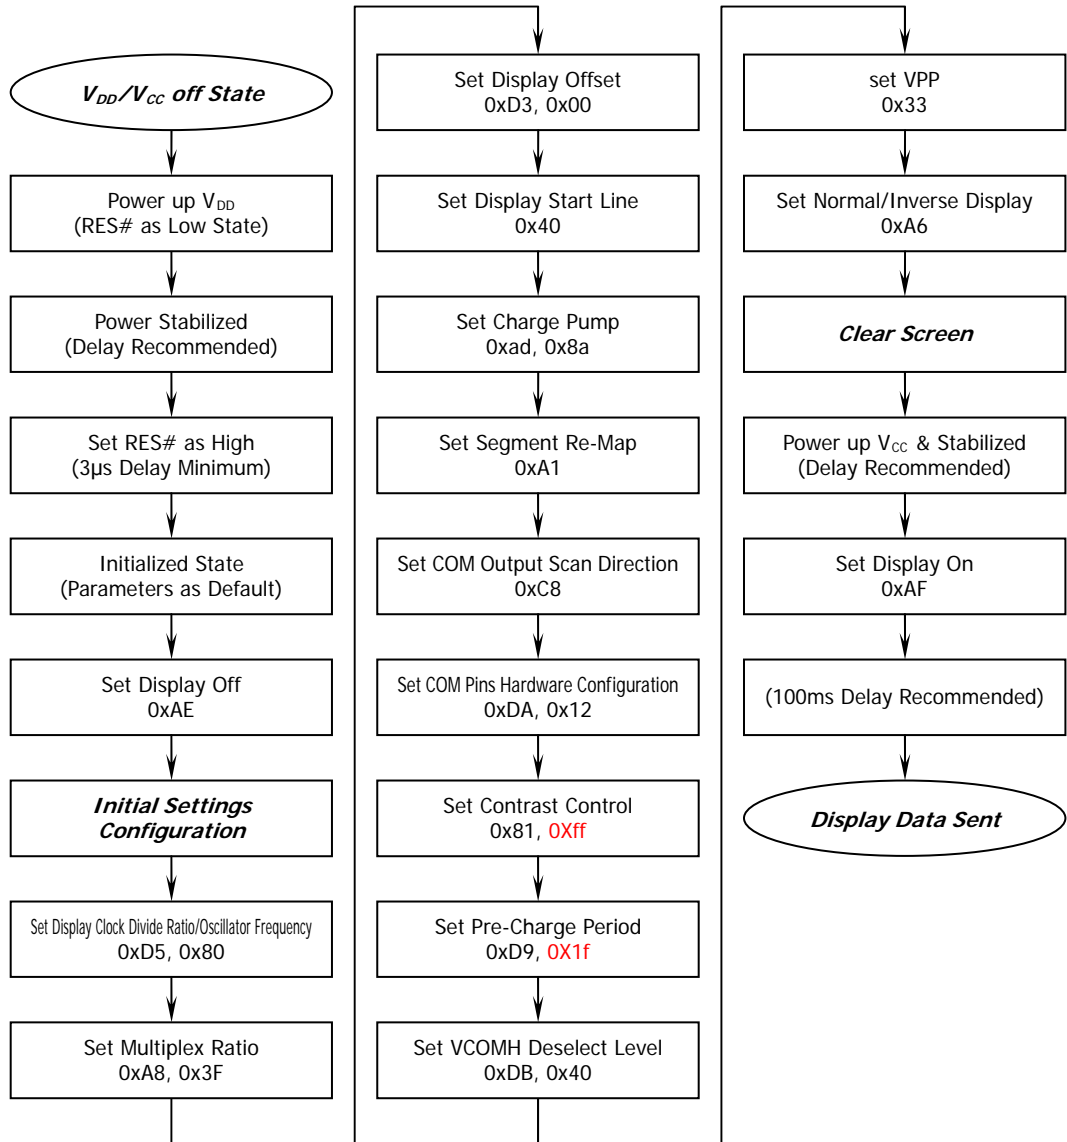 V_DD/V_CC off State
Power up V_DD
(RES# as Low State)
Power Stabilized
(Delay Recommended)
Set RES# as High
(3µs Delay Minimum)
Initialized State
(Parameters as Default)
Set Display Off
0xAE
Initial Settings
Configuration
Set Display Clock Divide Ratio/Oscillator Frequency
0xD5, 0x80
Set Multiplex Ratio
0xA8, 0x3F
Set Display Offset
0xD3, 0x00
Set Display Start Line
0x40
Set Charge Pump
0xad, 0x8a
Set Segment Re-Map
0xA1
Set COM Output Scan Direction
0xC8
Set COM Pins Hardware Configuration
0xDA, 0x12
Set Contrast Control
0x81, 0Xff
Set Pre-Charge Period
0xD9, 0X1f
Set VCOMH Deselect Level
0xDB, 0x40
set VPP
0x33
Set Normal/Inverse Display
0xA6
Clear Screen
Power up V_CC & Stabilized
(Delay Recommended)
Set Display On
0xAF
(100ms Delay Recommended)
Display Data Sent